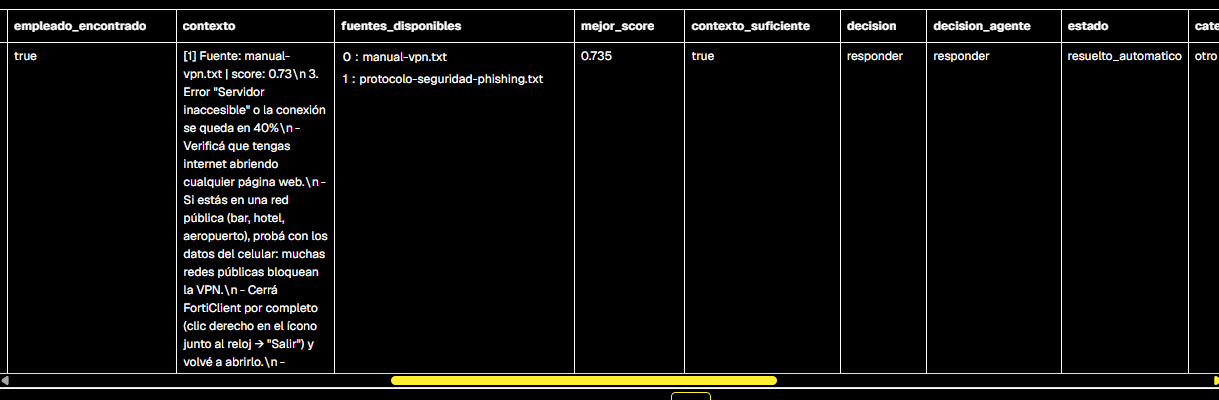 empleado_encontrado contexto fuentes_disponibles mejor_score contexto_suficiente decision decision_agente estado cate
true
[1] Fuente: manual-
vpn.txt | score: 0.73\n 3.
Error "Servidor
inaccesible" o la conexión
se queda en 40%\n -
Verificá que tengas
internet abriendo
cualquier página web.\n -
Si estás en una red
pública (bar, hotel,
aeropuerto), probá con los
datos del celular: muchas
redes públicas bloquean
la VPN.\n - Cerrá
FortiClient por completo
(clic derecho en el ícono
junto al reloj → "Salir") y
volvé a abrirlo.\n -
0 : manual-vpn.txt
1 : protocolo-seguridad-phishing.txt
0.735
true
responder
responder
resuelto_automatico
otro